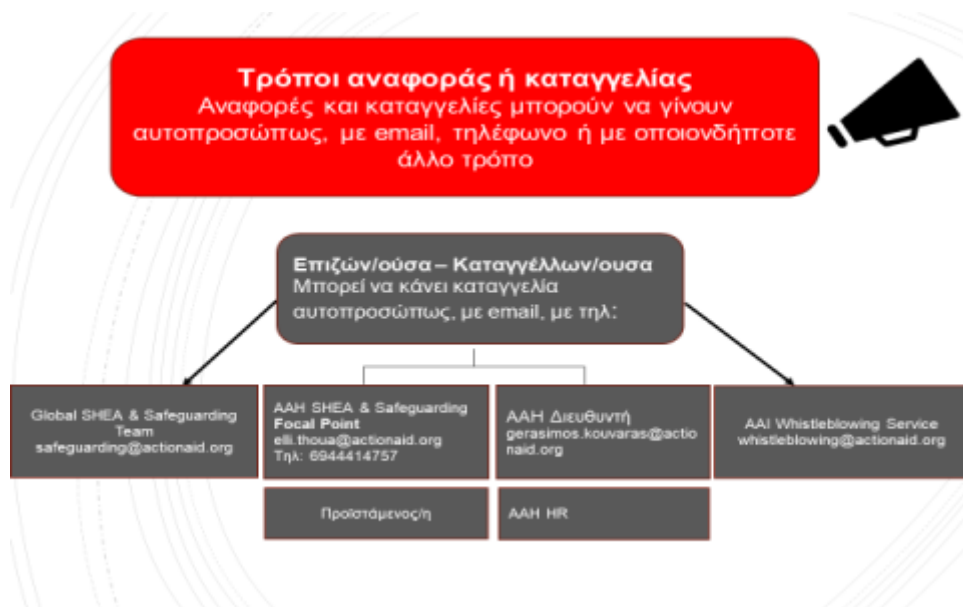 Τρόποι αναφοράς ή καταγγελίας
Αναφορές και καταγγελίες μπορούν να γίνουν
αυτοπροσώπως, με email, τηλέφωνο ή με οποιονδήποτε
άλλο τρόπο
Επιζών/ούσα – Καταγγέλλων/ουσα
Μπορεί να κάνει καταγγελία
αυτοπροσώπως, με email, με τηλ:
Global SHEA & Safeguarding
Team
safeguarding@actionaid.org
AAH SHEA & Safeguarding
Focal Point
elli.thoua@actionaid.org
Τηλ: 6944414757
AAH Διευθυντή
gerasimos.kouvaras@actio
naid.org
AAI Whistleblowing Service
whistleblowing@actionaid.org
Προϊστάμενος/η
AAH HR